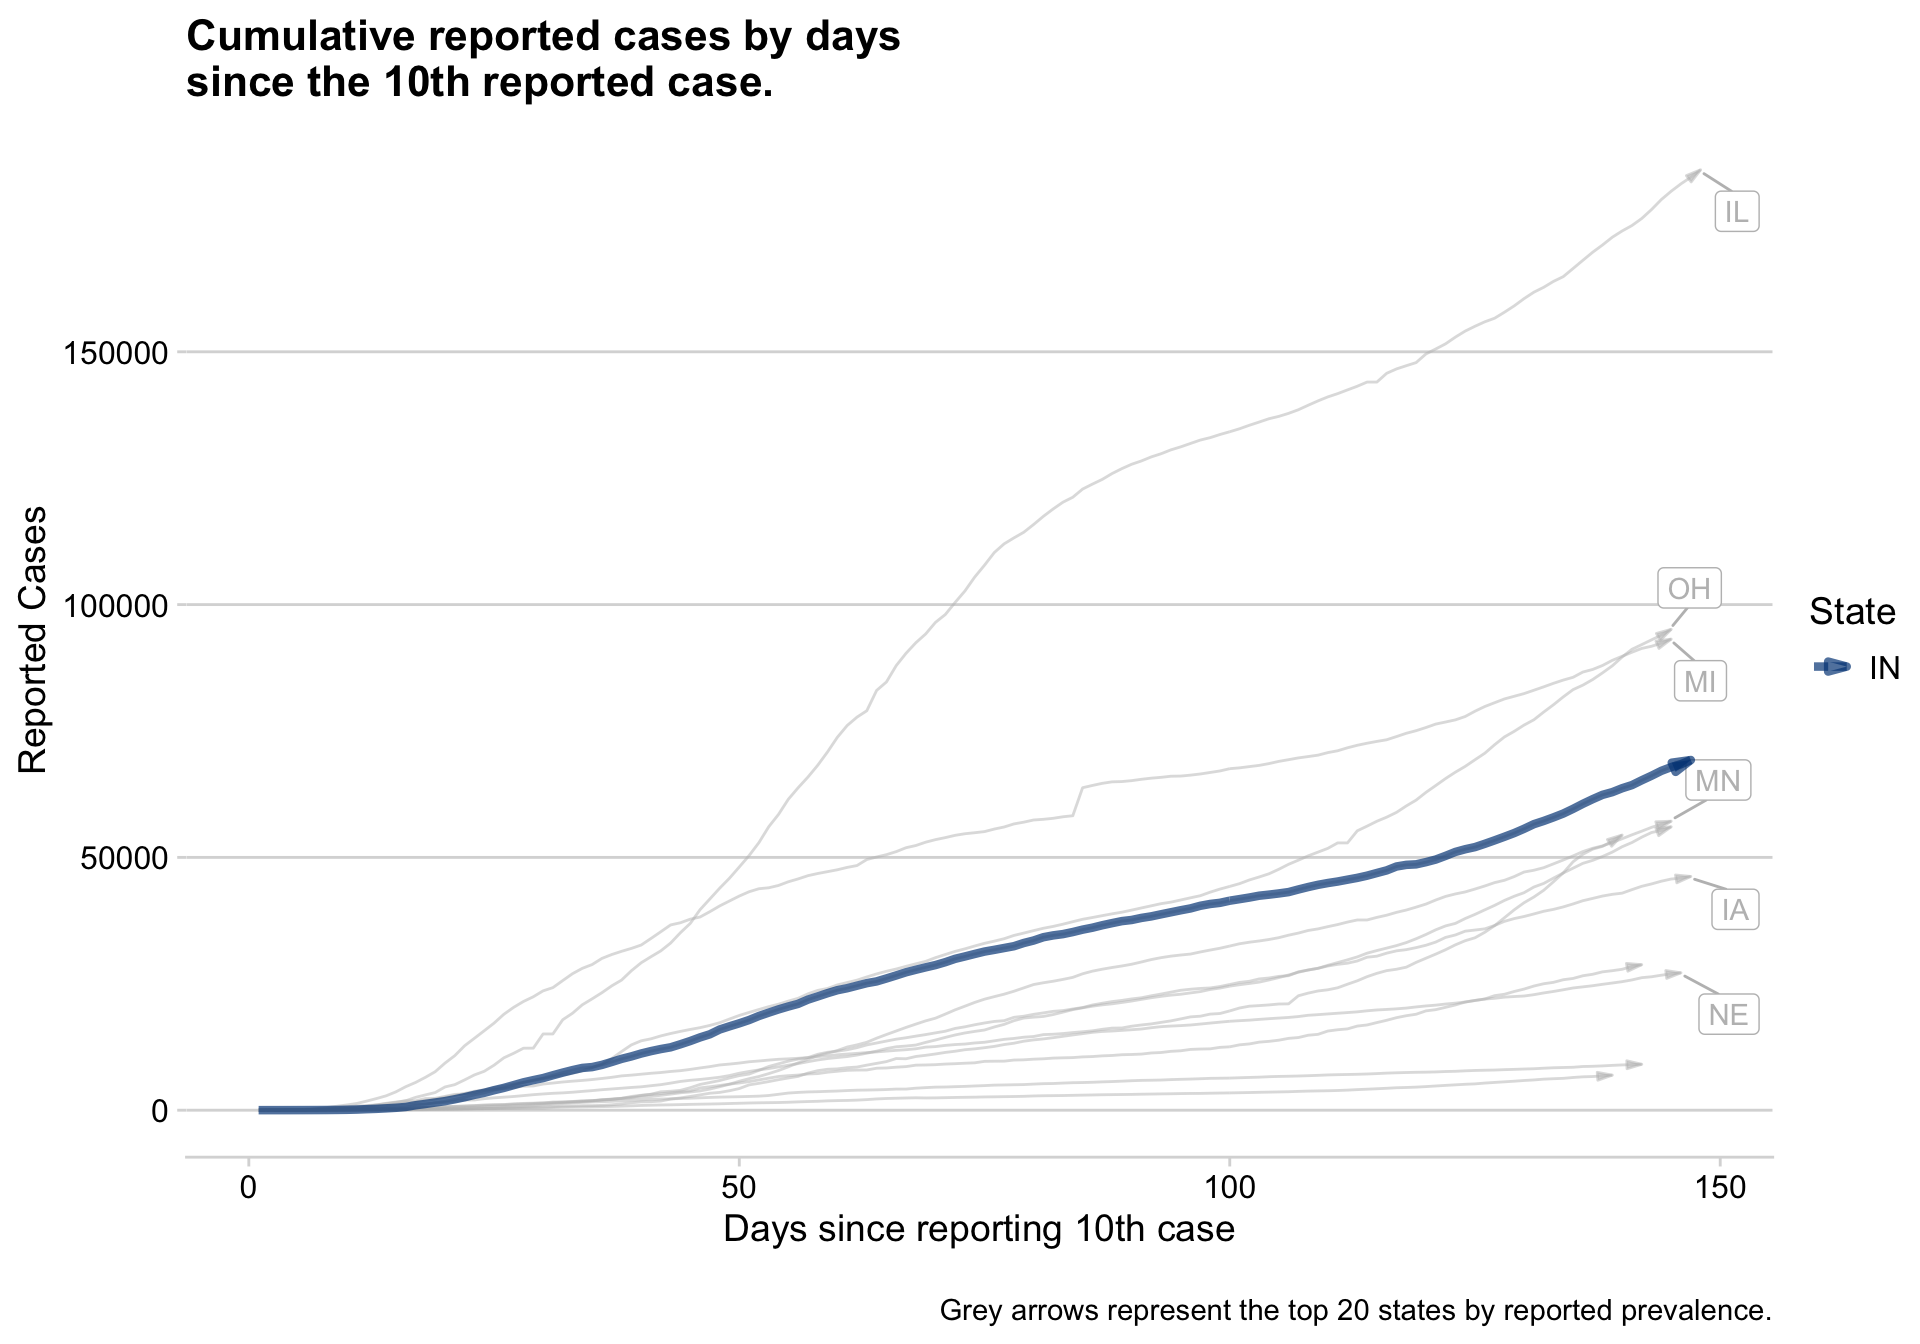 Cumulative reported cases by days
since the 10th reported case.
IL
150000
OH
100000
MI
MN
50000
IA
NE
0
Reported Cases
State
IN
0 50 100 150
Days since reporting 10th case
Grey arrows represent the top 20 states by reported prevalence.